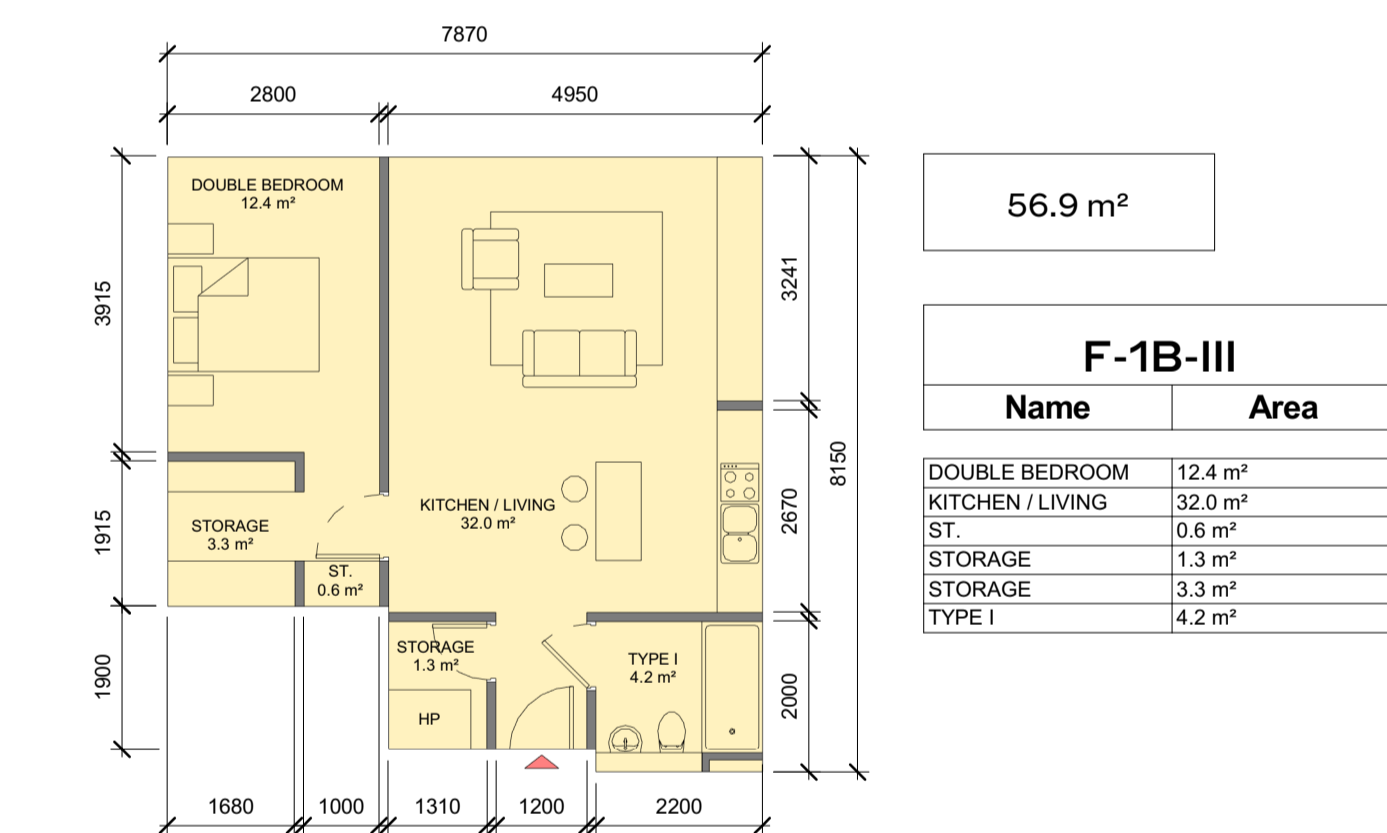 7870
2800
4950
DOUBLE BEDROOM
12.4 m²
3915
3241
56.9 m²
F-1B-III
Name Area
DOUBLE BEDROOM 12.4 m²
KITCHEN / LIVING 32.0 m²
ST. 0.6 m²
STORAGE 1.3 m²
STORAGE 3.3 m²
TYPE I 4.2 m²
8150
KITCHEN / LIVING
32.0 m²
2670
1915
STORAGE
3.3 m²
ST.
0.6 m²
1900
STORAGE
1.3 m²
HP
TYPE I
4.2 m²
2000
1680
1000
1310
1200
2200